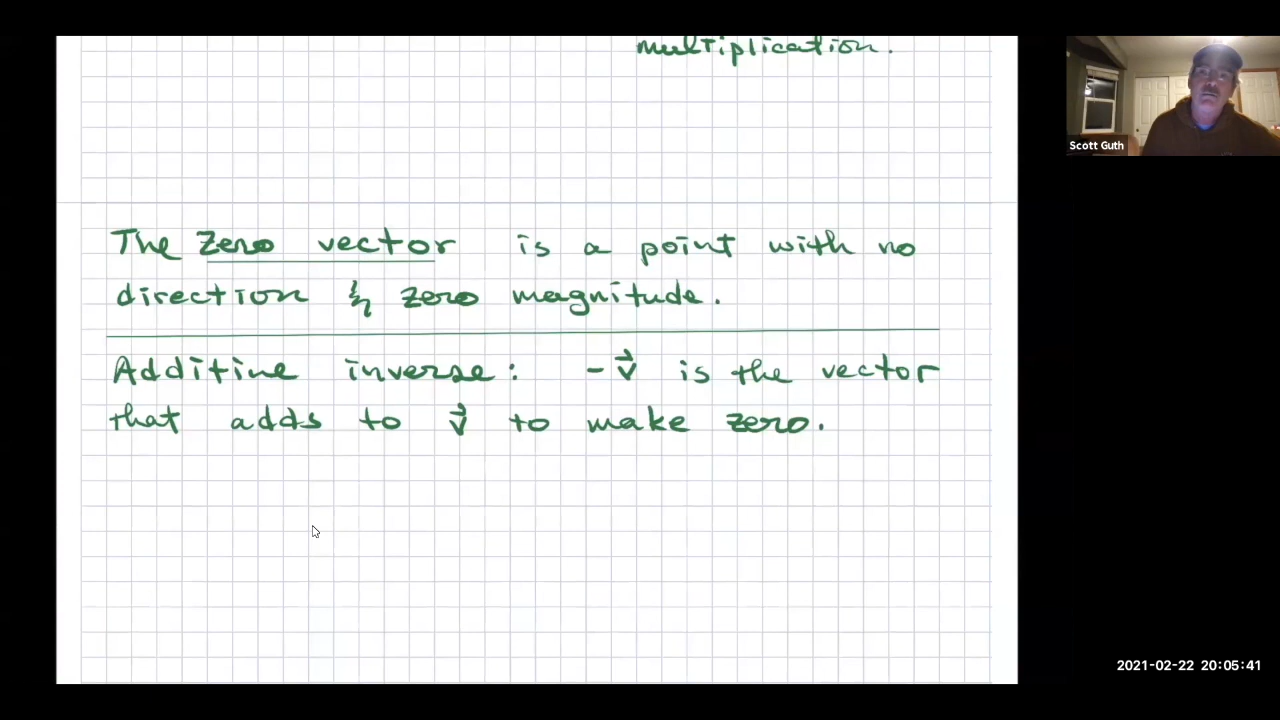 multiplication.
Scott Guth
The zero vector is a point with no
direction & zero magnitude.
Additive inverse: -v⃗ is the vector
that adds to v⃗ to make zero.
2021-02-22 20:05:41